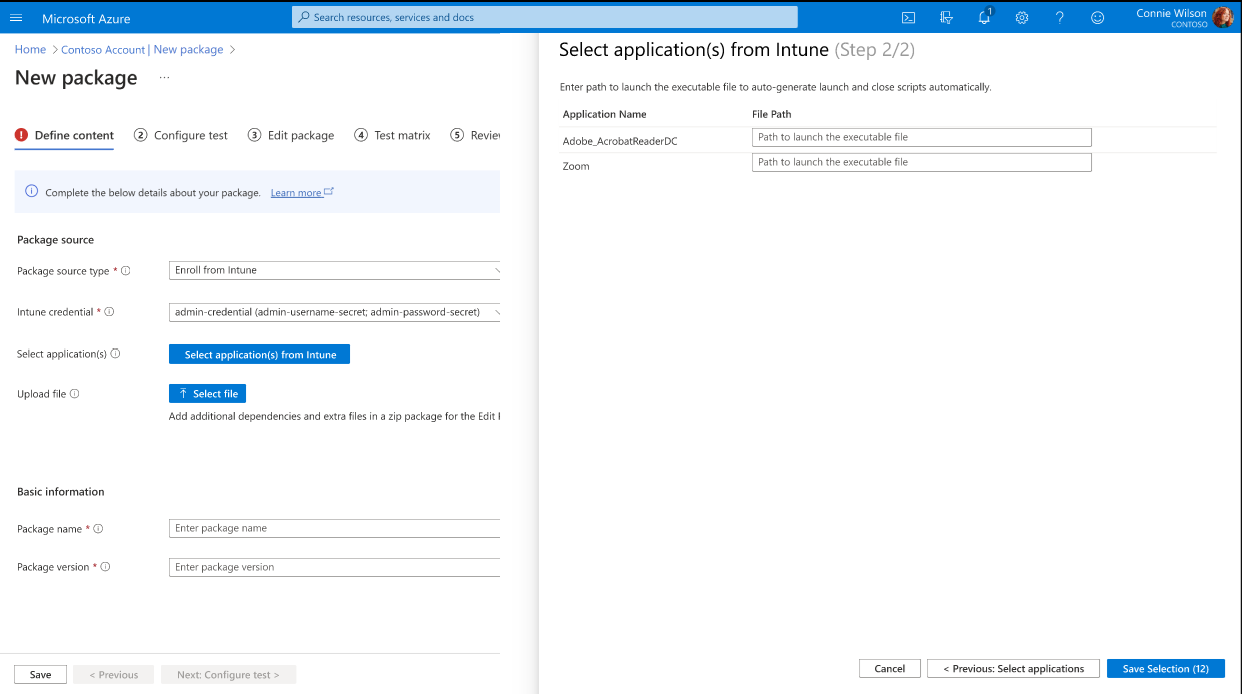 Microsoft Azure
Search resources, services and docs
1
Connie Wilson
CONTOSO
Home > Contoso Account | New package >
New package ...
! Define content
2 Configure test
3 Edit package
4 Test matrix
5 Review
Complete the below details about your package. Learn more
Package source
Package source type *
Enroll from Intune
Intune credential *
admin-credential (admin-username-secret; admin-password-secret)
Select application(s)
Select application(s) from Intune
Upload file
Select file
Add additional dependencies and extra files in a zip package for the Edit
Basic information
Package name *
Enter package name
Package version *
Enter package version
Save
< Previous
Next: Configure test >
Select application(s) from Intune (Step 2/2)
Enter path to launch the executable file to auto-generate launch and close scripts automatically.
Application Name File Path
Adobe_AcrobatReaderDC Path to launch the executable file
Zoom Path to launch the executable file
Cancel
< Previous: Select applications
Save Selection (12)